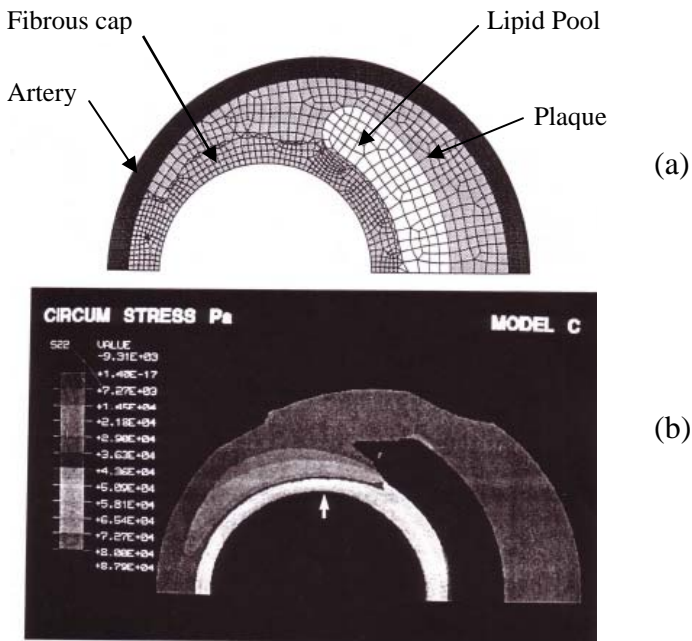 Fibrous cap
Lipid Pool
Artery
Plaque
(a)
CIRCUM STRESS Pa
MODEL C
S22 VALUE
-9.31E+03
+1.40E-17
+7.27E+03
+1.45E+04
+2.18E+04
+2.90E+04
+3.63E+04
+4.36E+04
+5.09E+04
+5.81E+04
+6.54E+04
+7.27E+04
+8.00E+04
+8.79E+04
(b)